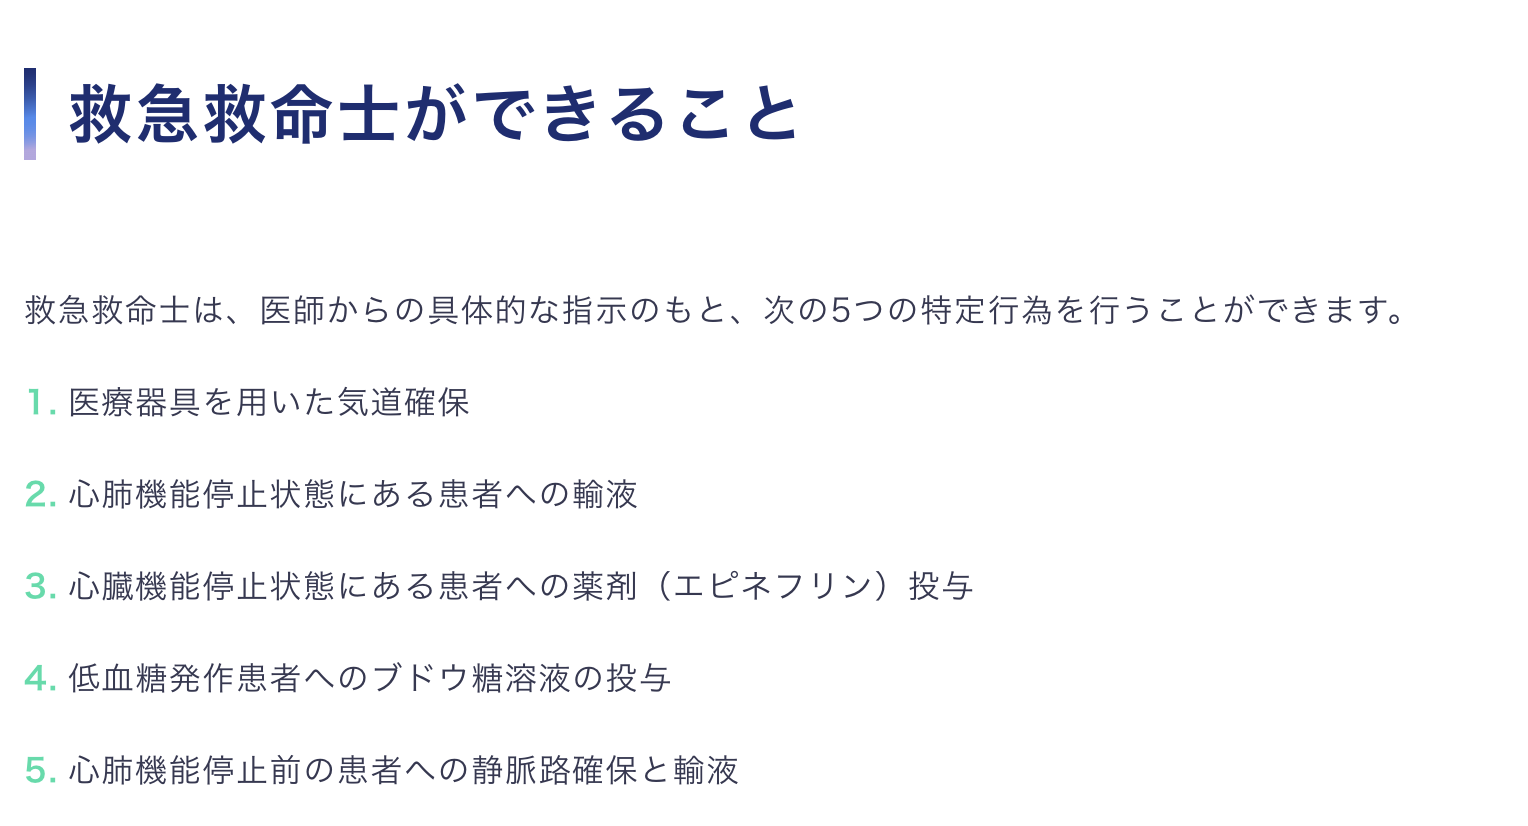 救急救命士ができること
救急救命士は、医師からの具体的な指示のもと、次の5つの特定行為を行うことができます。
1. 医療器具を用いた気道確保
2. 心肺機能停止状態にある患者への輸液
3. 心臓機能停止状態にある患者への薬剤（エピネフリン）投与
4. 低血糖発作患者へのブドウ糖溶液の投与
5. 心肺機能停止前の患者への静脈路確保と輸液